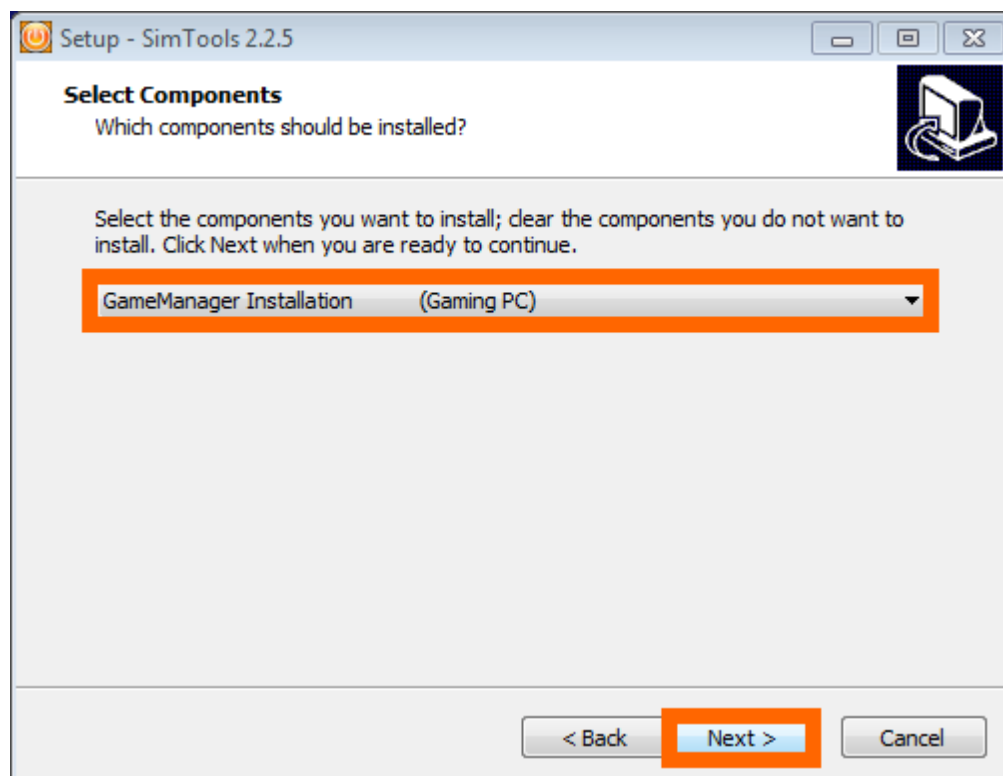 Setup - SimTools 2.2.5
Select Components
Which components should be installed?
Select the components you want to install; clear the components you do not want to
install. Click Next when you are ready to continue.
GameManager Installation (Gaming PC)
< Back Next > Cancel